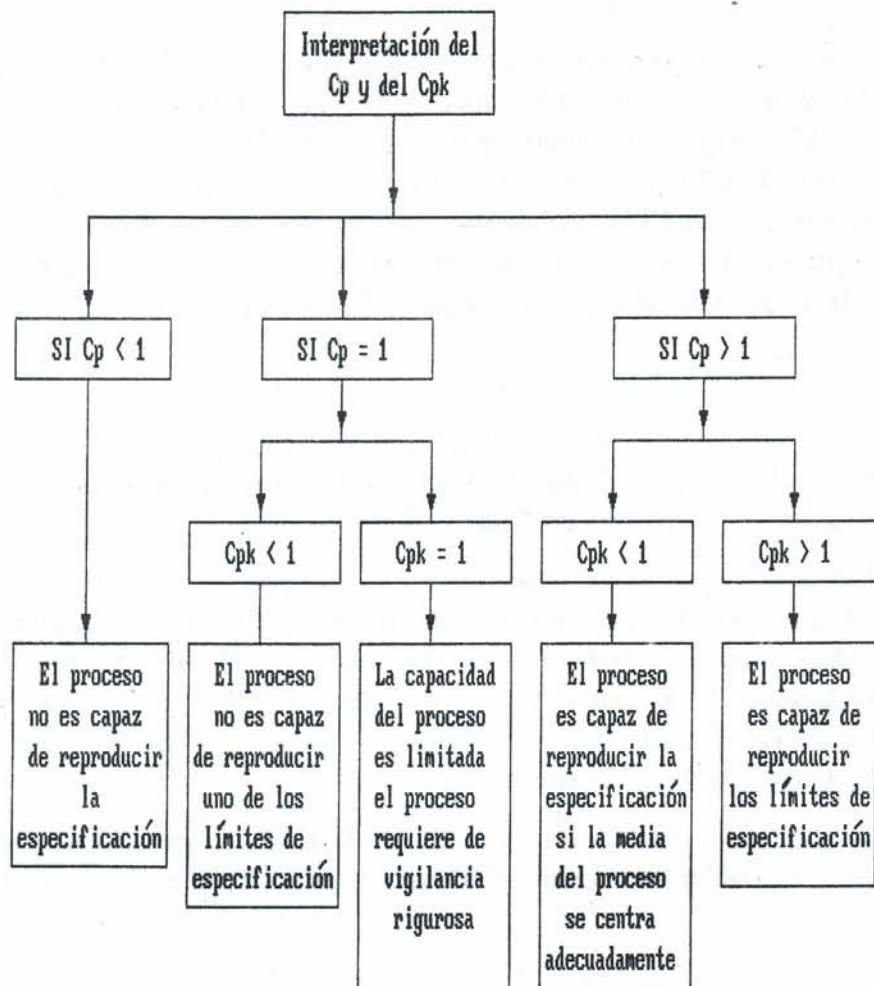 Interpretación del
Cp y del Cpk
SI Cp < 1
SI Cp = 1
SI Cp > 1
Cpk < 1
Cpk = 1
Cpk < 1
Cpk > 1
El proceso
no es capaz
de reproducir
la
especificación
El proceso
no es capaz
de reproducir
uno de los
límites de
especificación
La capacidad
del proceso
es limitada
el proceso
requiere de
vigilancia
rigurosa
El proceso
es capaz de
reproducir la
especificación
si la media
del proceso
se centra
adecuadamente
El proceso
es capaz de
reproducir
los límites de
especificación